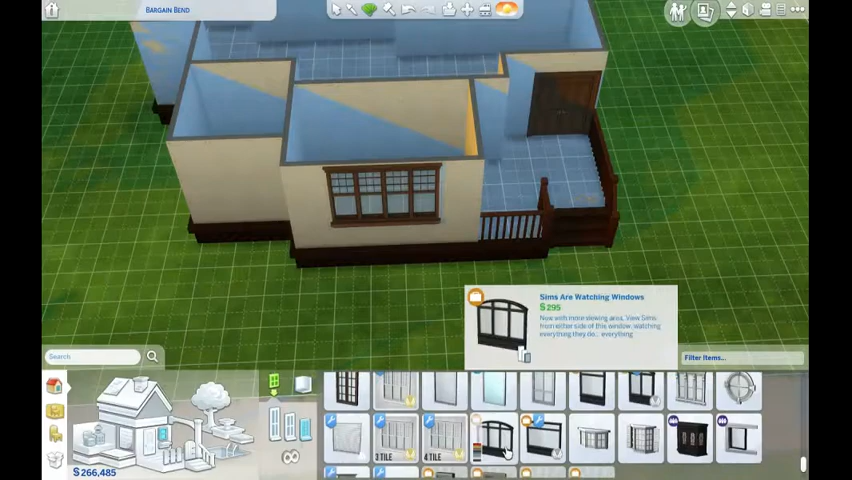 BARGAIN BEND
Sims Are Watching Windows
§295
Now with more viewing area. View Sims
from either side of this window, watching
everything they do... everything
Search
Filter Items...
3 TILE
4 TILE
§266,485